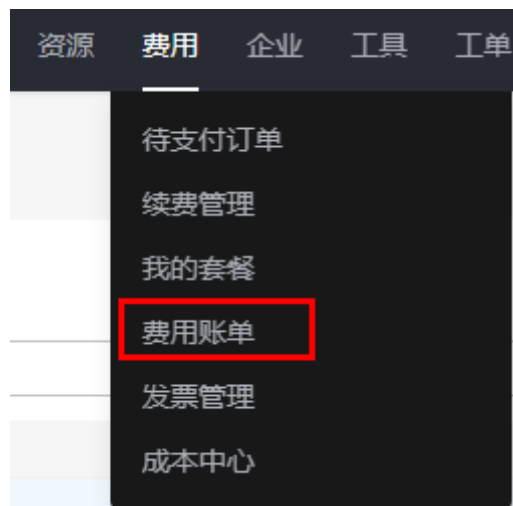 资源 费用 企业 工具 工单
待支付订单
续费管理
我的套餐
费用账单
发票管理
成本中心